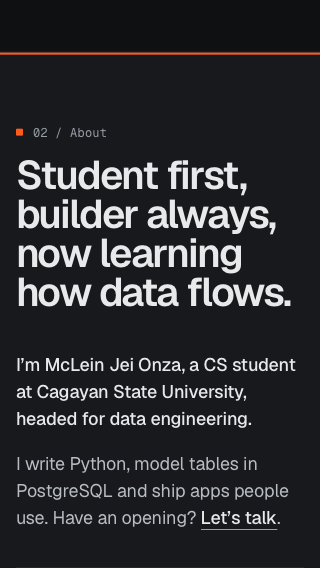 02 / About
Student first,
builder always,
now learning
how data flows.
I’m McLein Jei Onza, a CS student
at Cagayan State University,
headed for data engineering.
I write Python, model tables in
PostgreSQL and ship apps people
use. Have an opening? Let’s talk.